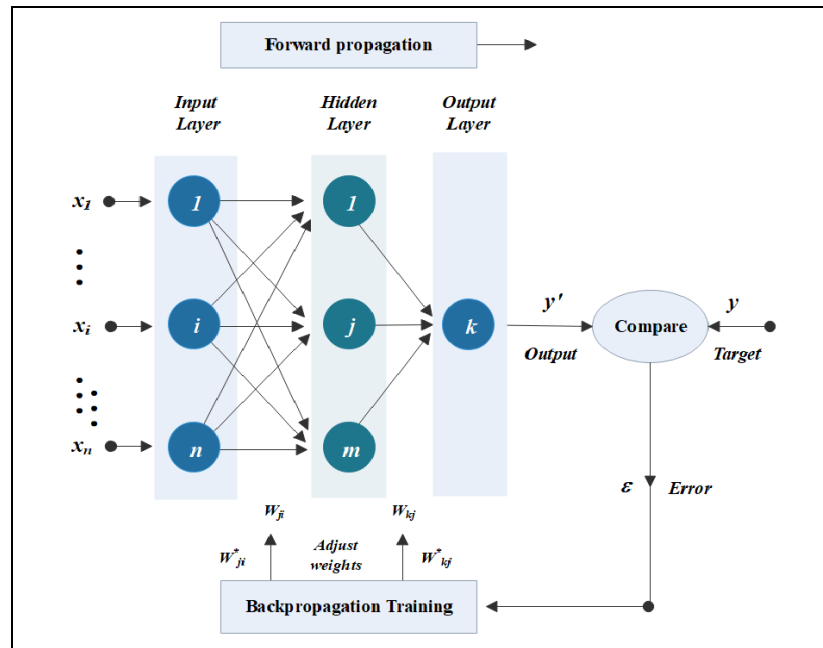 Forward propagation
Input
Layer
Hidden
Layer
Output
Layer
x₁
1
1
xᵢ
i
j
k
y'
Output
Compare
y
Target
xₙ
n
m
ε
Error
Wⱼᵢ
Wₖⱼ
W*ⱼᵢ
Adjust
weights
W*ₖⱼ
Backpropagation Training